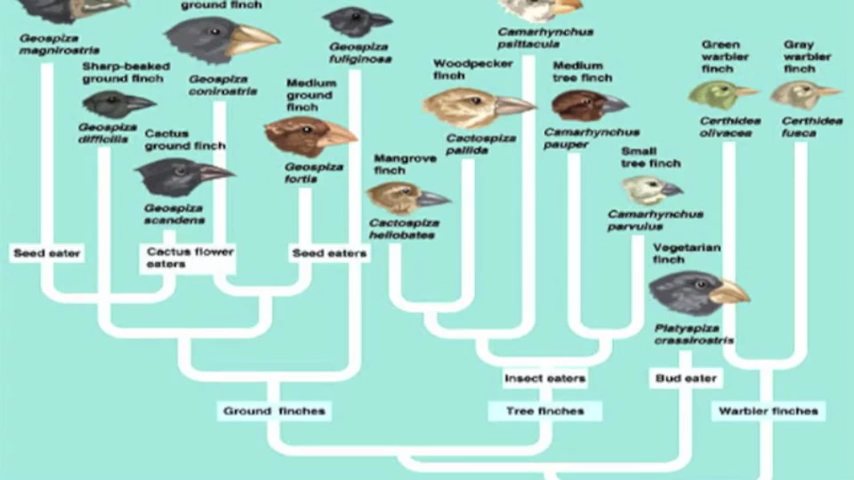 ground finch
Geospiza
magnirostris
Sharp-beaked
ground finch
Geospiza
difficilis
Cactus
ground finch
Geospiza
scandens
Geospiza
conirostris
Medium
ground
finch
Geospiza
fortis
Geospiza
fuliginosa
Mangrove
finch
Cactospiza
heliobates
Woodpecker
finch
Cactospiza
pallida
Camarhynchus
psittacula
Medium
tree finch
Camarhynchus
pauper
Small
tree finch
Camarhynchus
parvulus
Vegetarian
finch
Platyspiza
crassirostris
Green
warbler
finch
Certhidea
olivacea
Gray
warbler
finch
Certhidea
fusca
Seed eater
Cactus flower
eaters
Seed eaters
Insect eaters
Bud eater
Ground finches
Tree finches
Warbler finches